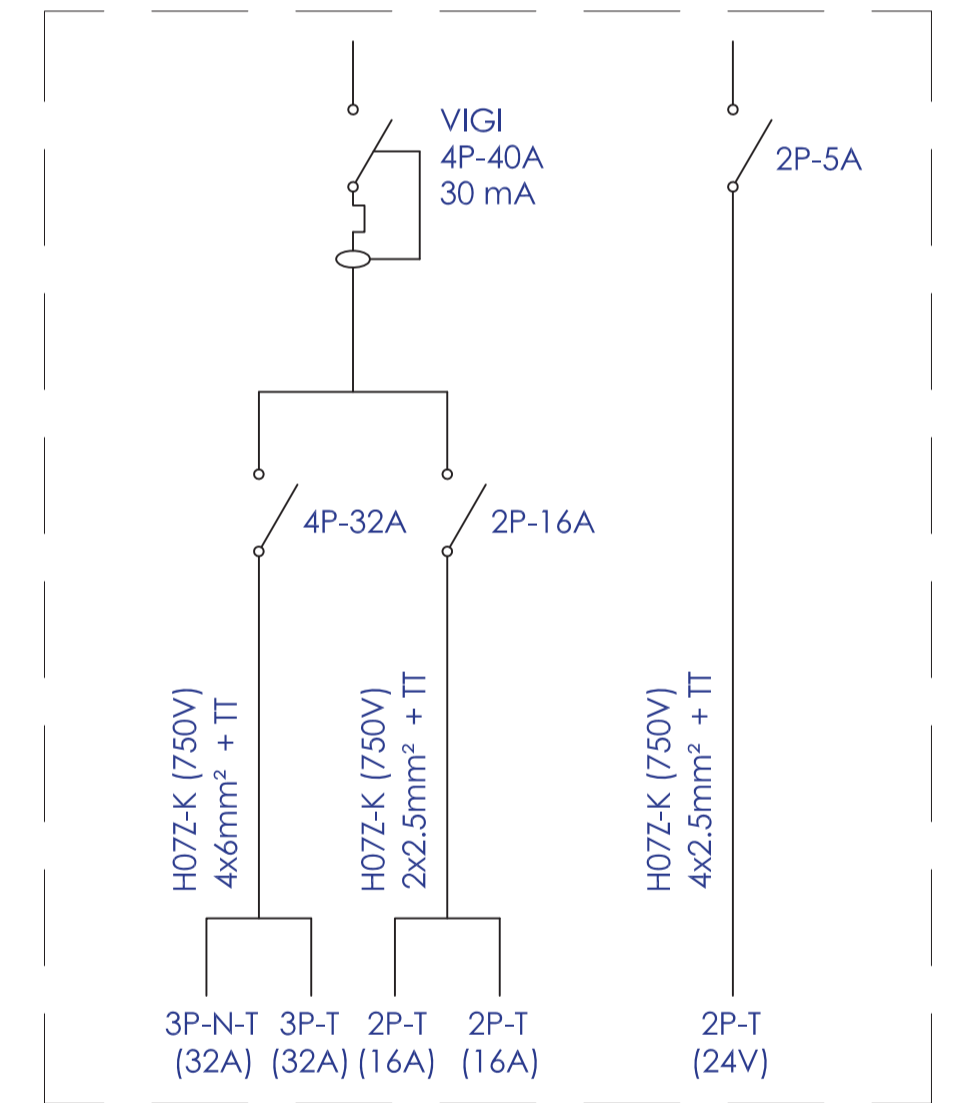 VIGI
4P-40A
30 mA
2P-5A
4P-32A
2P-16A
H07Z-K (750V)
4x6mm² + TT
H07Z-K (750V)
2x2.5mm² + TT
H07Z-K (750V)
4x2.5mm² + TT
3P-N-T
(32A)
3P-T
(32A)
2P-T
(16A)
2P-T
(16A)
2P-T
(24V)